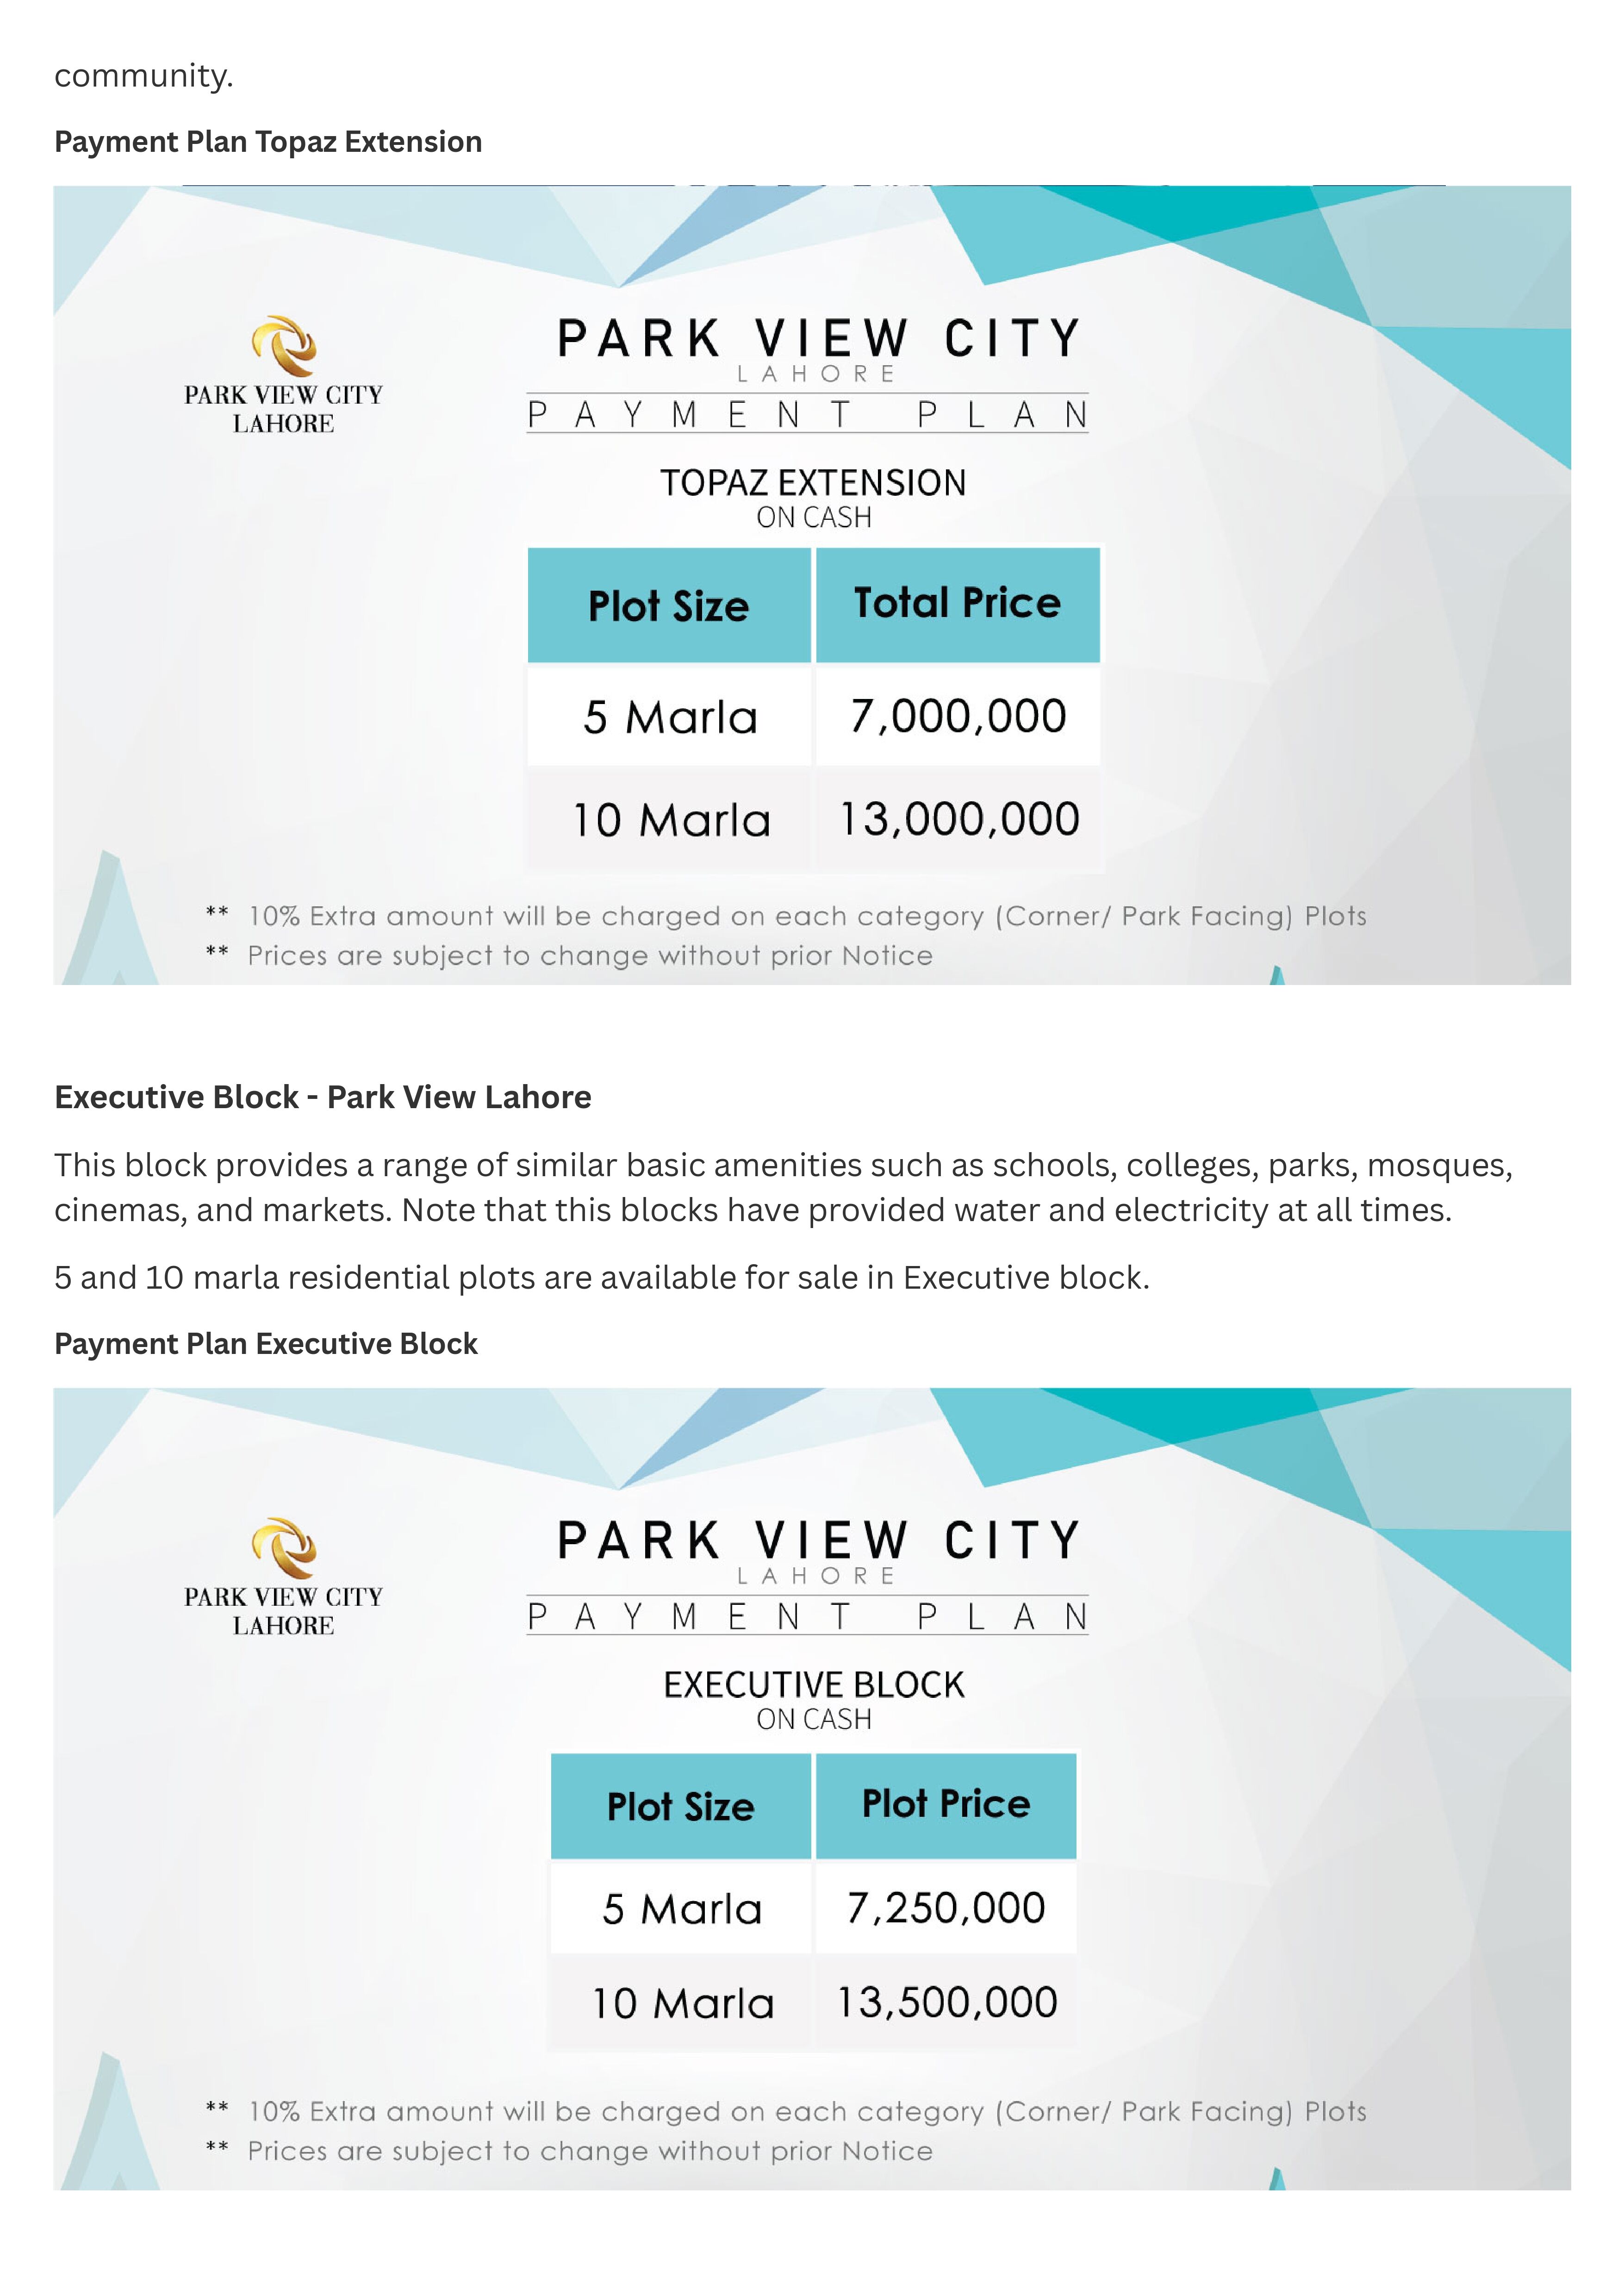 community.
Payment Plan Topaz Extension
PARK VIEW CITY
LAHORE
PARK VIEW CITY
LAHORE
PAYMENT PLAN
TOPAZ EXTENSION
ON CASH
Plot Size Total Price
5 Marla 7,000,000
10 Marla 13,000,000
** 10% Extra amount will be charged on each category (Corner/ Park Facing) Plots
** Prices are subject to change without prior Notice
Executive Block - Park View Lahore
This block provides a range of similar basic amenities such as schools, colleges, parks, mosques,
cinemas, and markets. Note that this blocks have provided water and electricity at all times.
5 and 10 marla residential plots are available for sale in Executive block.
Payment Plan Executive Block
PARK VIEW CITY
LAHORE
PARK VIEW CITY
LAHORE
PAYMENT PLAN
EXECUTIVE BLOCK
ON CASH
Plot Size Plot Price
5 Marla 7,250,000
10 Marla 13,500,000
** 10% Extra amount will be charged on each category (Corner/ Park Facing) Plots
** Prices are subject to change without prior Notice